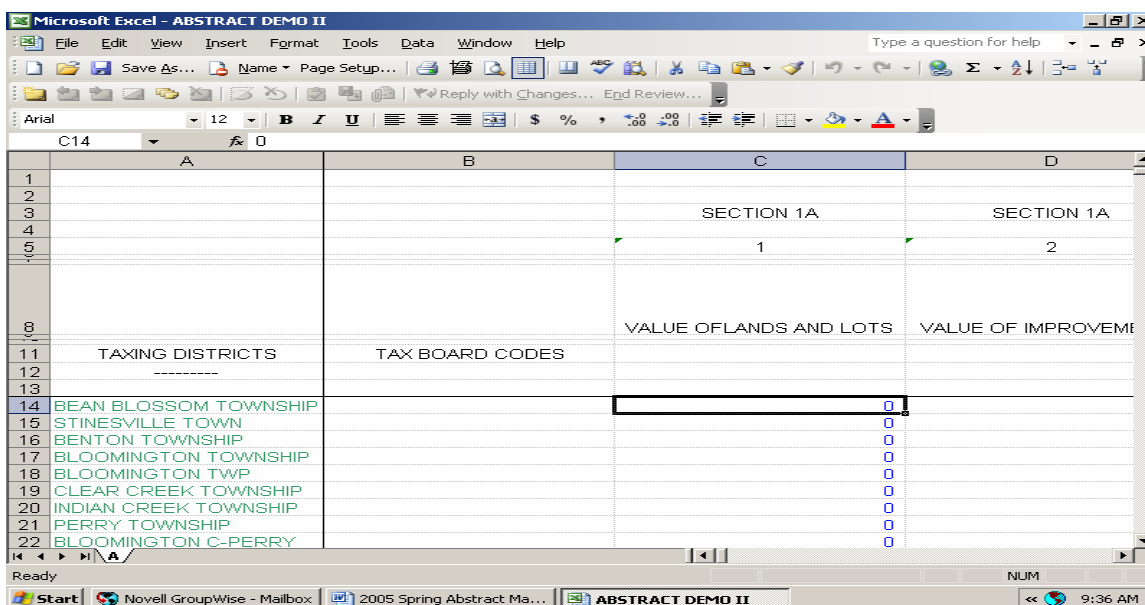 Microsoft Excel - ABSTRACT DEMO II
File Edit View Insert Format Tools Data Window Help Type a question for help
Save As... Name Page Setup...
Reply with Changes... End Review...
Arial 12 B I U $ % , A
C14 fx 0
A B C D
1
2
3 SECTION 1A SECTION 1A
4
5 1 2
8 VALUE OFLANDS AND LOTS VALUE OF IMPROVEME
11 TAXING DISTRICTS TAX BOARD CODES
12 ---------
13
14 BEAN BLOSSOM TOWNSHIP 0
15 STINESVILLE TOWN 0
16 BENTON TOWNSHIP 0
17 BLOOMINGTON TOWNSHIP 0
18 BLOOMINGTON TWP 0
19 CLEAR CREEK TOWNSHIP 0
20 INDIAN CREEK TOWNSHIP 0
21 PERRY TOWNSHIP 0
22 BLOOMINGTON C-PERRY 0
A
Ready NUM
Start Novell GroupWise - Mailbox 2005 Spring Abstract Ma... ABSTRACT DEMO II « 9:36 AM